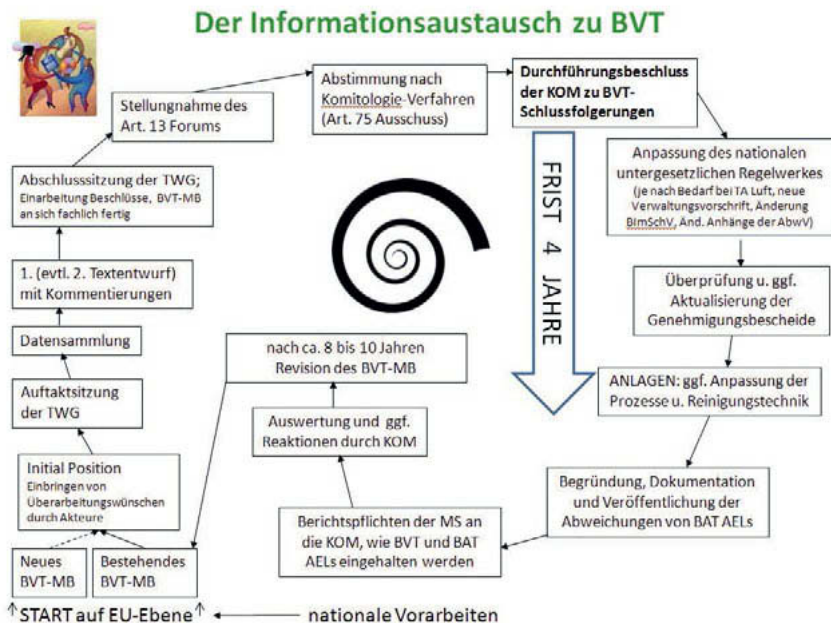 Der Informationsaustausch zu BVT
Neues
BVT-MB
Bestehendes
BVT-MB
↑START auf EU-Ebene↑
nationale Vorarbeiten
Initial Position
Einbringen von
Überarbeitungswünschen
durch Akteure
Auftaktsitzung
der TWG
Datensammlung
1. (evtl. 2. Textentwurf)
mit Kommentierungen
Abschlusssitzung der TWG;
Einarbeitung Beschlüsse, BVT-MB
an sich fachlich fertig
Stellungnahme des
Art. 13 Forums
Abstimmung nach
Komitologie-Verfahren
(Art. 75 Ausschuss)
Durchführungsbeschluss
der KOM zu BVT-
Schlussfolgerungen
FRIST 4 JAHRE
Anpassung des nationalen
untergesetzlichen Regelwerkes
(je nach Bedarf bei TA Luft, neue
Verwaltungsvorschrift, Änderung
BImSchV, Änd. Anhänge der AbwV)
Überprüfung u. ggf.
Aktualisierung der
Genehmigungsbescheide
ANLAGEN: ggf. Anpassung der
Prozesse u. Reinigungstechnik
Begründung, Dokumentation
und Veröffentlichung der
Abweichungen von BAT AELs
Berichtspflichten der MS an
die KOM, wie BVT und BAT
AELs eingehalten werden
Auswertung und ggf.
Reaktionen durch KOM
nach ca. 8 bis 10 Jahren
Revision des BVT-MB